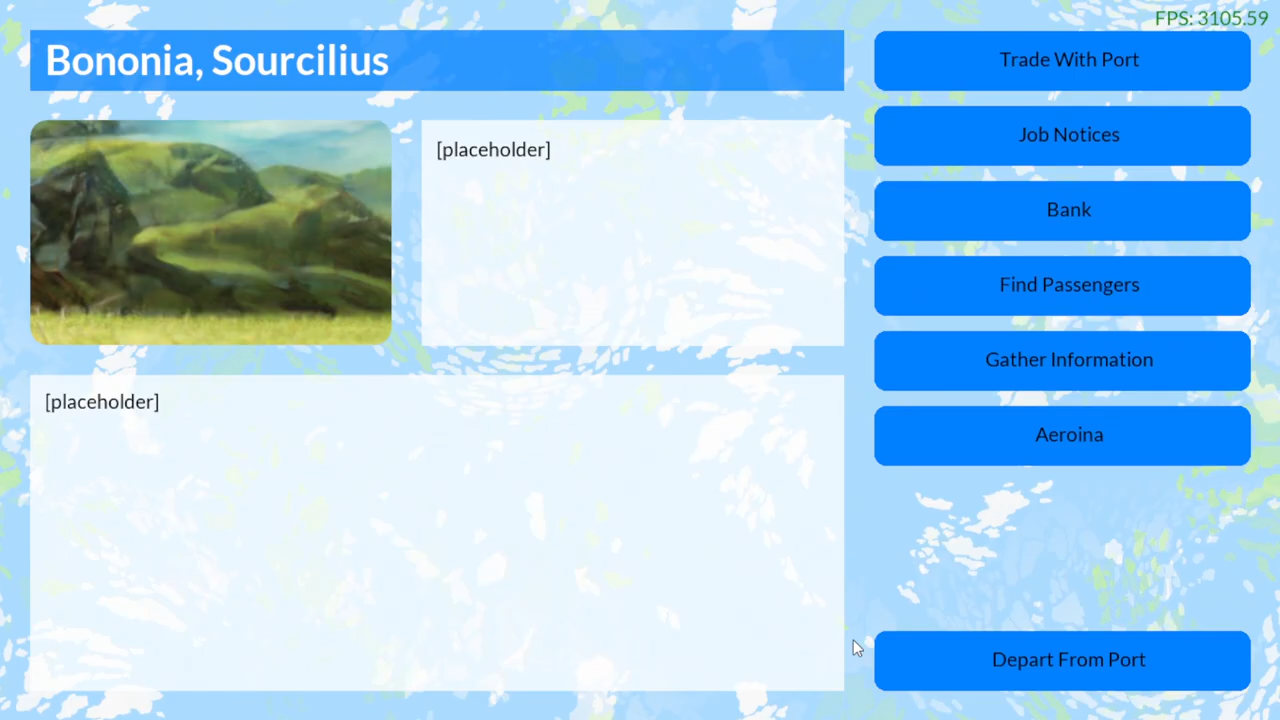 FPS: 3105.59
Bononia, Sourcilius
[placeholder]
[placeholder]
Trade With Port
Job Notices
Bank
Find Passengers
Gather Information
Aeroina
Depart From Port